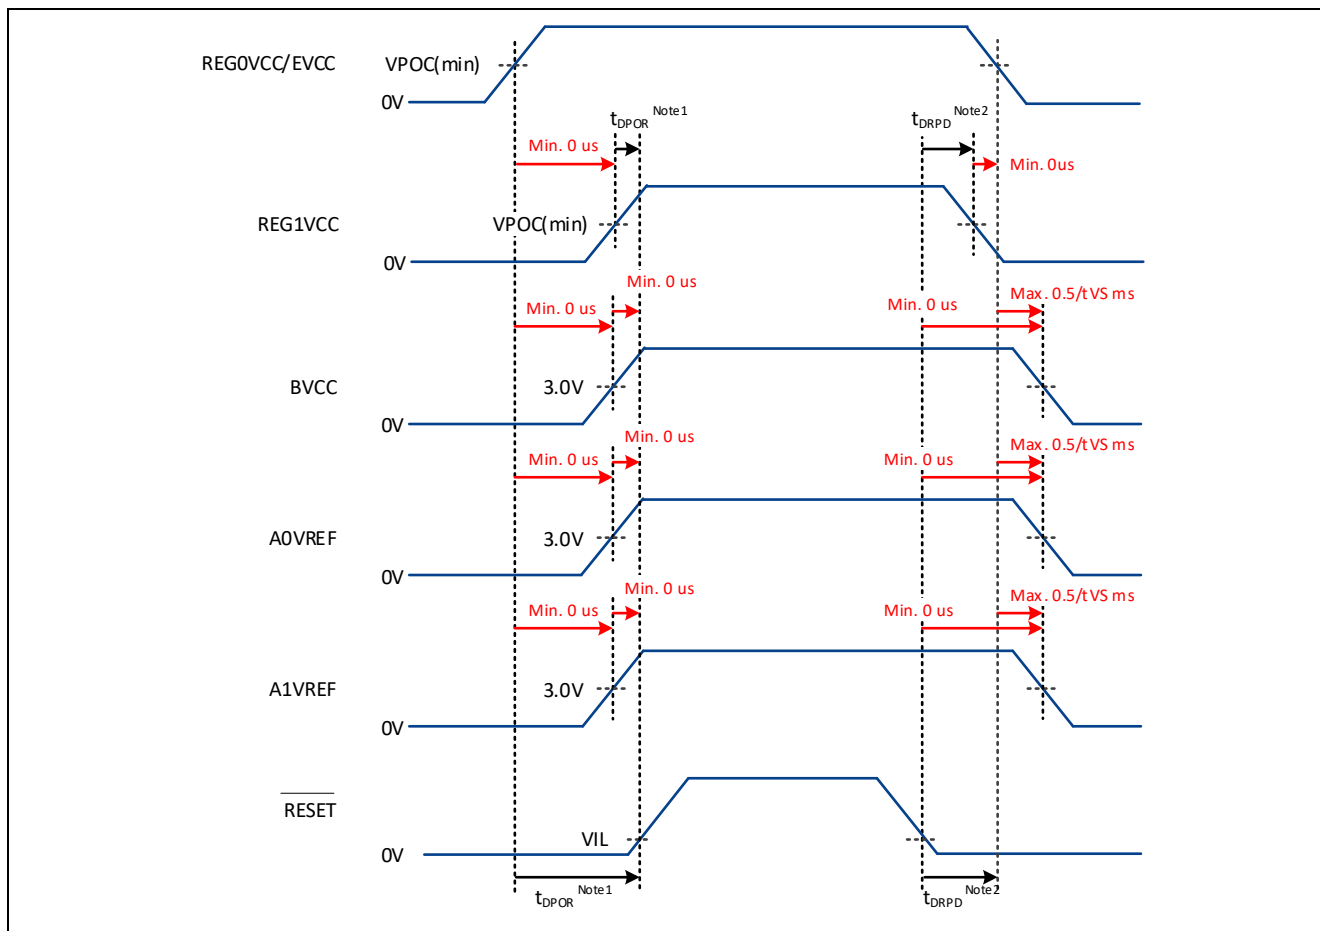 REG0VCC/EVCC VPOC(min)
0V
tDPOR Note1 tDRPD Note2
Min. 0 us Min. 0us
REG1VCC VPOC(min)
0V
Min. 0 us
Min. 0 us Min. 0 us Max. 0.5/tVS ms
BVCC 3.0V
0V
Min. 0 us
Min. 0 us Min. 0 us Max. 0.5/tVS ms
A0VREF 3.0V
0V
Min. 0 us
Min. 0 us Min. 0 us Max. 0.5/tVS ms
A1VREF 3.0V
0V
RESET
VIL
0V
tDPOR Note1 tDRPD Note2